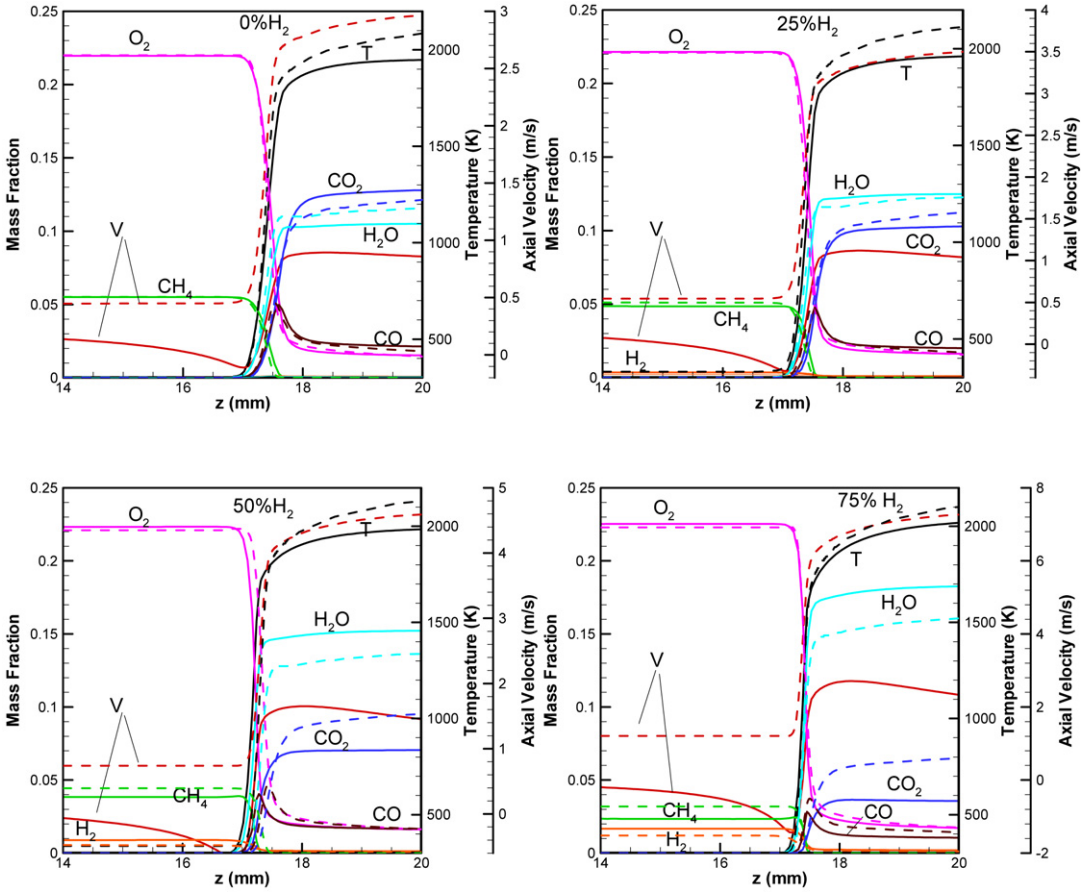 0%H2
25%H2
0.25
0.2
0.15
0.1
0.05
0
Mass Fraction
O2
T
CO2
H2O
V
CH4
CO
14
16
18
20
z (mm)
2000
1500
1000
500
Temperature (K)
3
2.5
2
1.5
1
0.5
0
Axial Velocity (m/s)
0.25
0.2
0.15
0.1
0.05
0
Mass Fraction
O2
T
H2O
V
CO2
CH4
CO
H2
14
16
18
20
z (mm)
2000
1500
1000
500
Temperature (K)
4
3.5
3
2.5
2
1.5
1
0.5
0
Axial Velocity (m/s)
50%H2
0.25
0.2
0.15
0.1
0.05
0
Mass Fraction
O2
T
H2O
V
CO2
CH4
CO
H2
14
16
18
20
z (mm)
2000
1500
1000
500
Temperature (K)
5
4
3
2
1
0
Axial Velocity (m/s)
75% H2
0.25
0.2
0.15
0.1
0.05
0
Mass Fraction
O2
T
H2O
V
CO2
CH4
CO
H2
14
16
18
20
z (mm)
2000
1500
1000
500
Temperature (K)
8
6
4
2
0
-2
Axial Velocity (m/s)